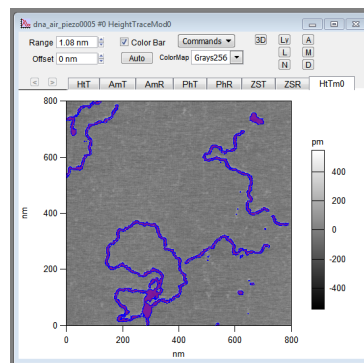 dna_air_piezo0005 #0 HeightTraceMod0
Range 1.08 nm Color Bar Commands 3D Lv A
Offset 0 nm Auto ColorMap Grays256 L M
N D
HtT AmT AmR PhT PhR ZST ZSR HtTm0
800
600
400
200
0
nm
0 200 400 600 800
nm
pm
400
200
0
-200
-400